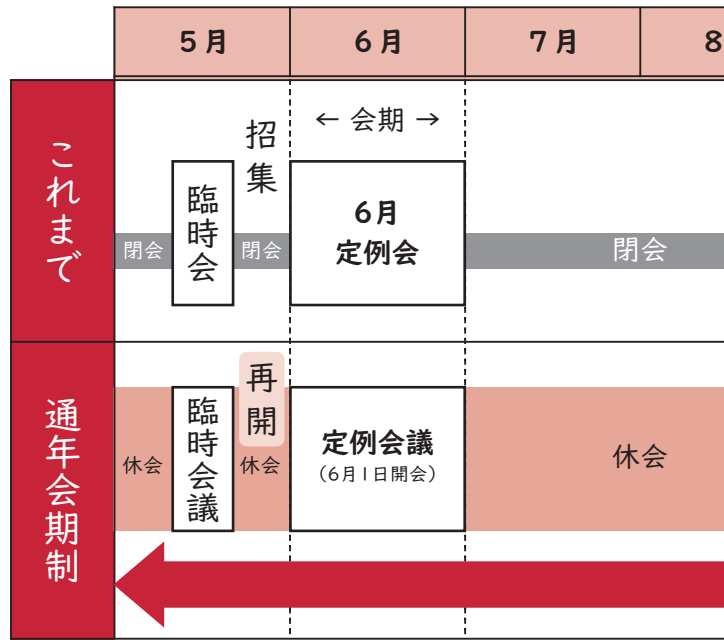 5月 6月 7月 8
これまで
招集
← 会期 →
臨時会
6月
定例会
閉会
閉会
閉会
通年会期制
再開
臨時会議
定例会議
(6月1日開会)
休会
休会
休会